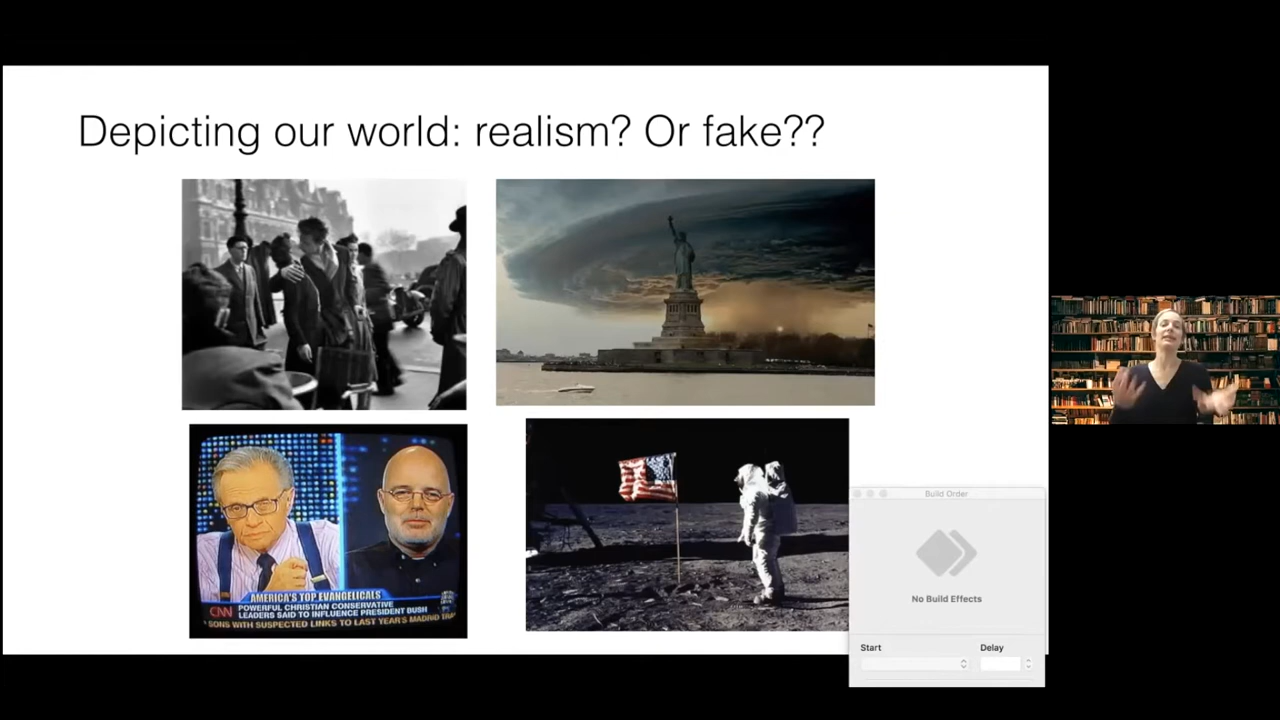 Depicting our world: realism? Or fake??
AMERICA'S TOP EVANGELICALS
CNN
POWERFUL CHRISTIAN CONSERVATIVE
LEADERS SAID TO INFLUENCE PRESIDENT BUSH
SONS WITH SUSPECTED LINKS TO LAST YEAR'S MADRID
Build Order
No Build Effects
Start
Delay